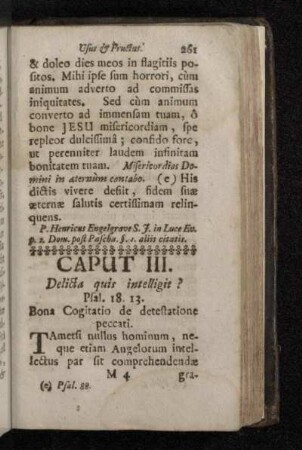 Usus & Fructus. 261
& doleo dies meos in flagitiis po-
sitos. Mihi ipse sum horrori, cùm
animum adverto ad commissas
iniquitates. Sed cùm animum
converto ad immensam tuam, ô
bone JESU misericordiam, spe
repleor dulcissimâ; confido fore,
ut perenniter laudem infinitam
bonitatem tuam. Misericordias Do-
mini in æternùm cantabo. (e) His
dictis vivere desiit, fidem suæ
æternæ salutis certissimam relin-
quens.
P. Henricus Engelgrave S. J. in Luce Ev.
p. 2. Dom. post Pascha. §. 1. aliis citatis.
CAPUT III.
Delicta quis intelligit?
Psal. 18. 13.
Bona Cogitatio de detestatione
peccati.
TAmetsi nullus hominum, ne-
que etiam Angelorum intel-
lectus par sit comprehendendæ
M 4 gra-
(e) Psal. 88.